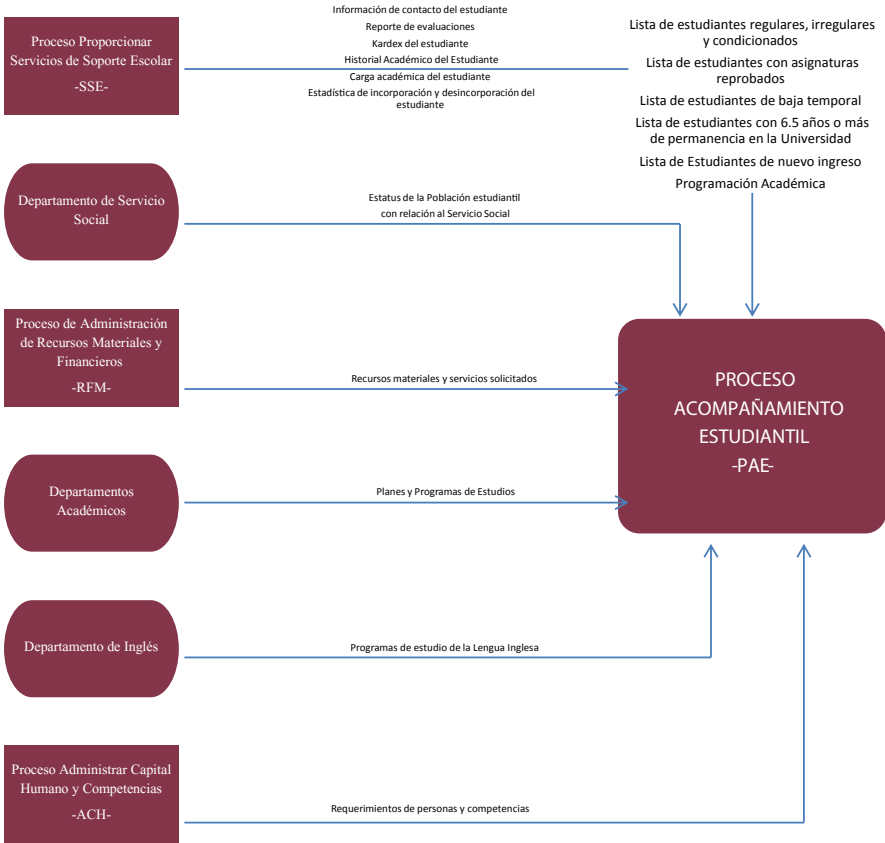 Proceso Proporcionar
Servicios de Soporte Escolar
-SSE-
Información de contacto del estudiante
Reporte de evaluaciones
Kardex del estudiante
Historial Académico del Estudiante
Carga académica del estudiante
Estadística de incorporación y desincorporación del
estudiante
Lista de estudiantes regulares, irregulares
y condicionados
Lista de estudiantes con asignaturas
reprobados
Lista de estudiantes de baja temporal
Lista de estudiantes con 6.5 años o más
de permanencia en la Universidad
Lista de Estudiantes de nuevo ingreso
Programación Académica
Departamento de Servicio
Social
Estatus de la Población estudiantil
con relación al Servicio Social
Proceso de Administración
de Recursos Materiales y
Financieros
-RFM-
Recursos materiales y servicios solicitados
PROCESO
ACOMPAÑAMIENTO
ESTUDIANTIL
-PAE-
Departamentos
Académicos
Planes y Programas de Estudios
Departamento de Inglés
Programas de estudio de la Lengua Inglesa
Proceso Administrar Capital
Humano y Competencias
-ACH-
Requerimientos de personas y competencias